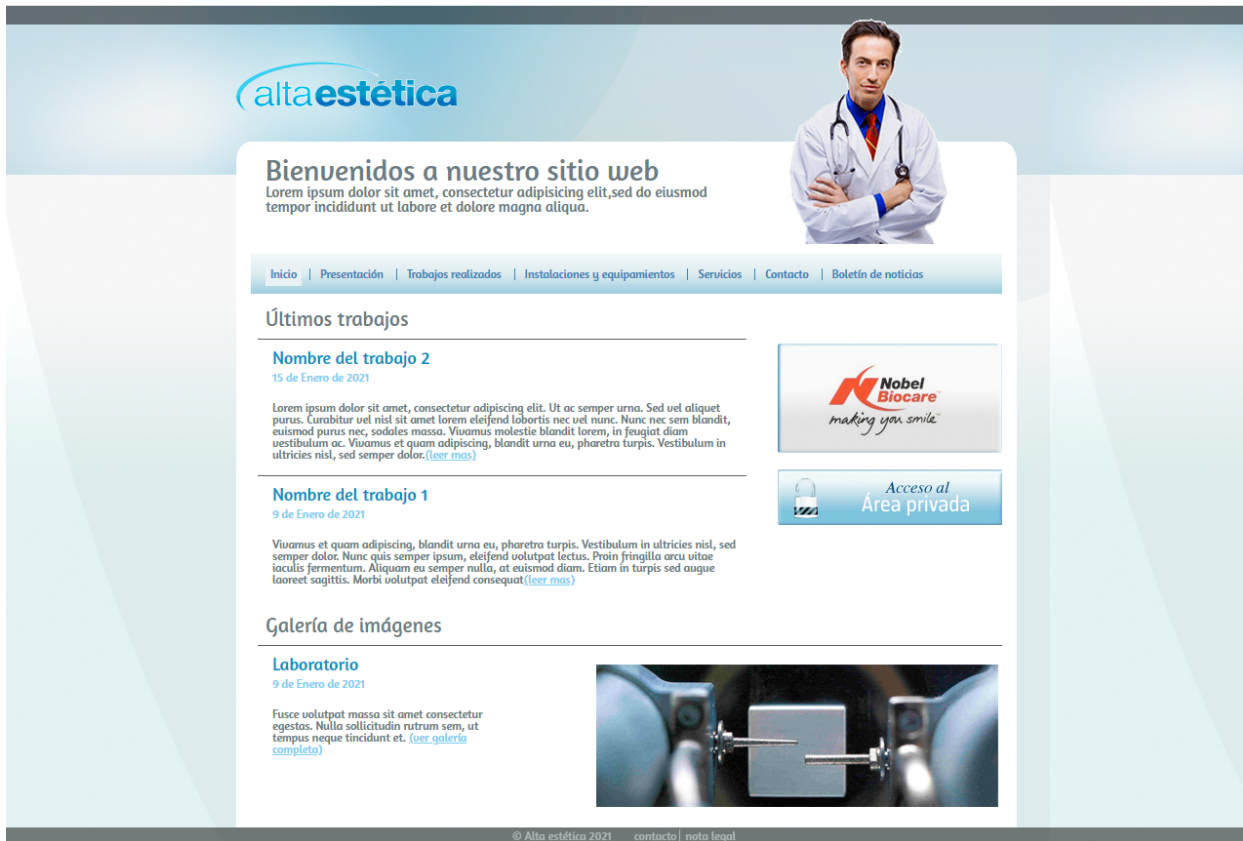 altaestética
Bienvenidos a nuestro sitio web
Lorem ipsum dolor sit amet, consectetur adipisicing elit,sed do eiusmod
tempor incididunt ut labore et dolore magna aliqua.
Inicio | Presentación | Trabajos realizados | Instalaciones y equipamientos | Servicios | Contacto | Boletín de noticias
Últimos trabajos
Nombre del trabajo 2
15 de Enero de 2021
Lorem ipsum dolor sit amet, consectetur adipiscing elit. Ut ac semper urna. Sed vel aliquet
purus. Curabitur vel nisl sit amet lorem eleifend lobortis nec vel nunc. Nunc nec sem blandit,
euismod purus nec, sodales massa. Vivamus molestie blandit lorem, in feugiat diam
vestibulum ac. Vivamus et quam adipiscing, blandit urna eu, pharetra turpis. Vestibulum in
ultricies nisl, sed semper dolor.(leer mas)
Nombre del trabajo 1
9 de Enero de 2021
Vivamus et quam adipiscing, blandit urna eu, pharetra turpis. Vestibulum in ultricies nisl, sed
semper dolor. Nunc quis semper ipsum, eleifend volutpat lectus. Proin fringilla arcu vitae
iaculis fermentum. Aliquam eu semper nulla, at euismod diam. Etiam in turpis sed augue
laoreet sagittis. Morbi volutpat eleifend consequat(leer mas)
Nobel
Biocare™
making you smile™
Acceso al
Área privada
Galería de imágenes
Laboratorio
9 de Enero de 2021
Fusce volutpat massa sit amet consectetur
egestas. Nulla sollicitudin rutrum sem, ut
tempus neque tincidunt et. (ver galería
completa)
© Alta estética 2021 contacto | nota legal